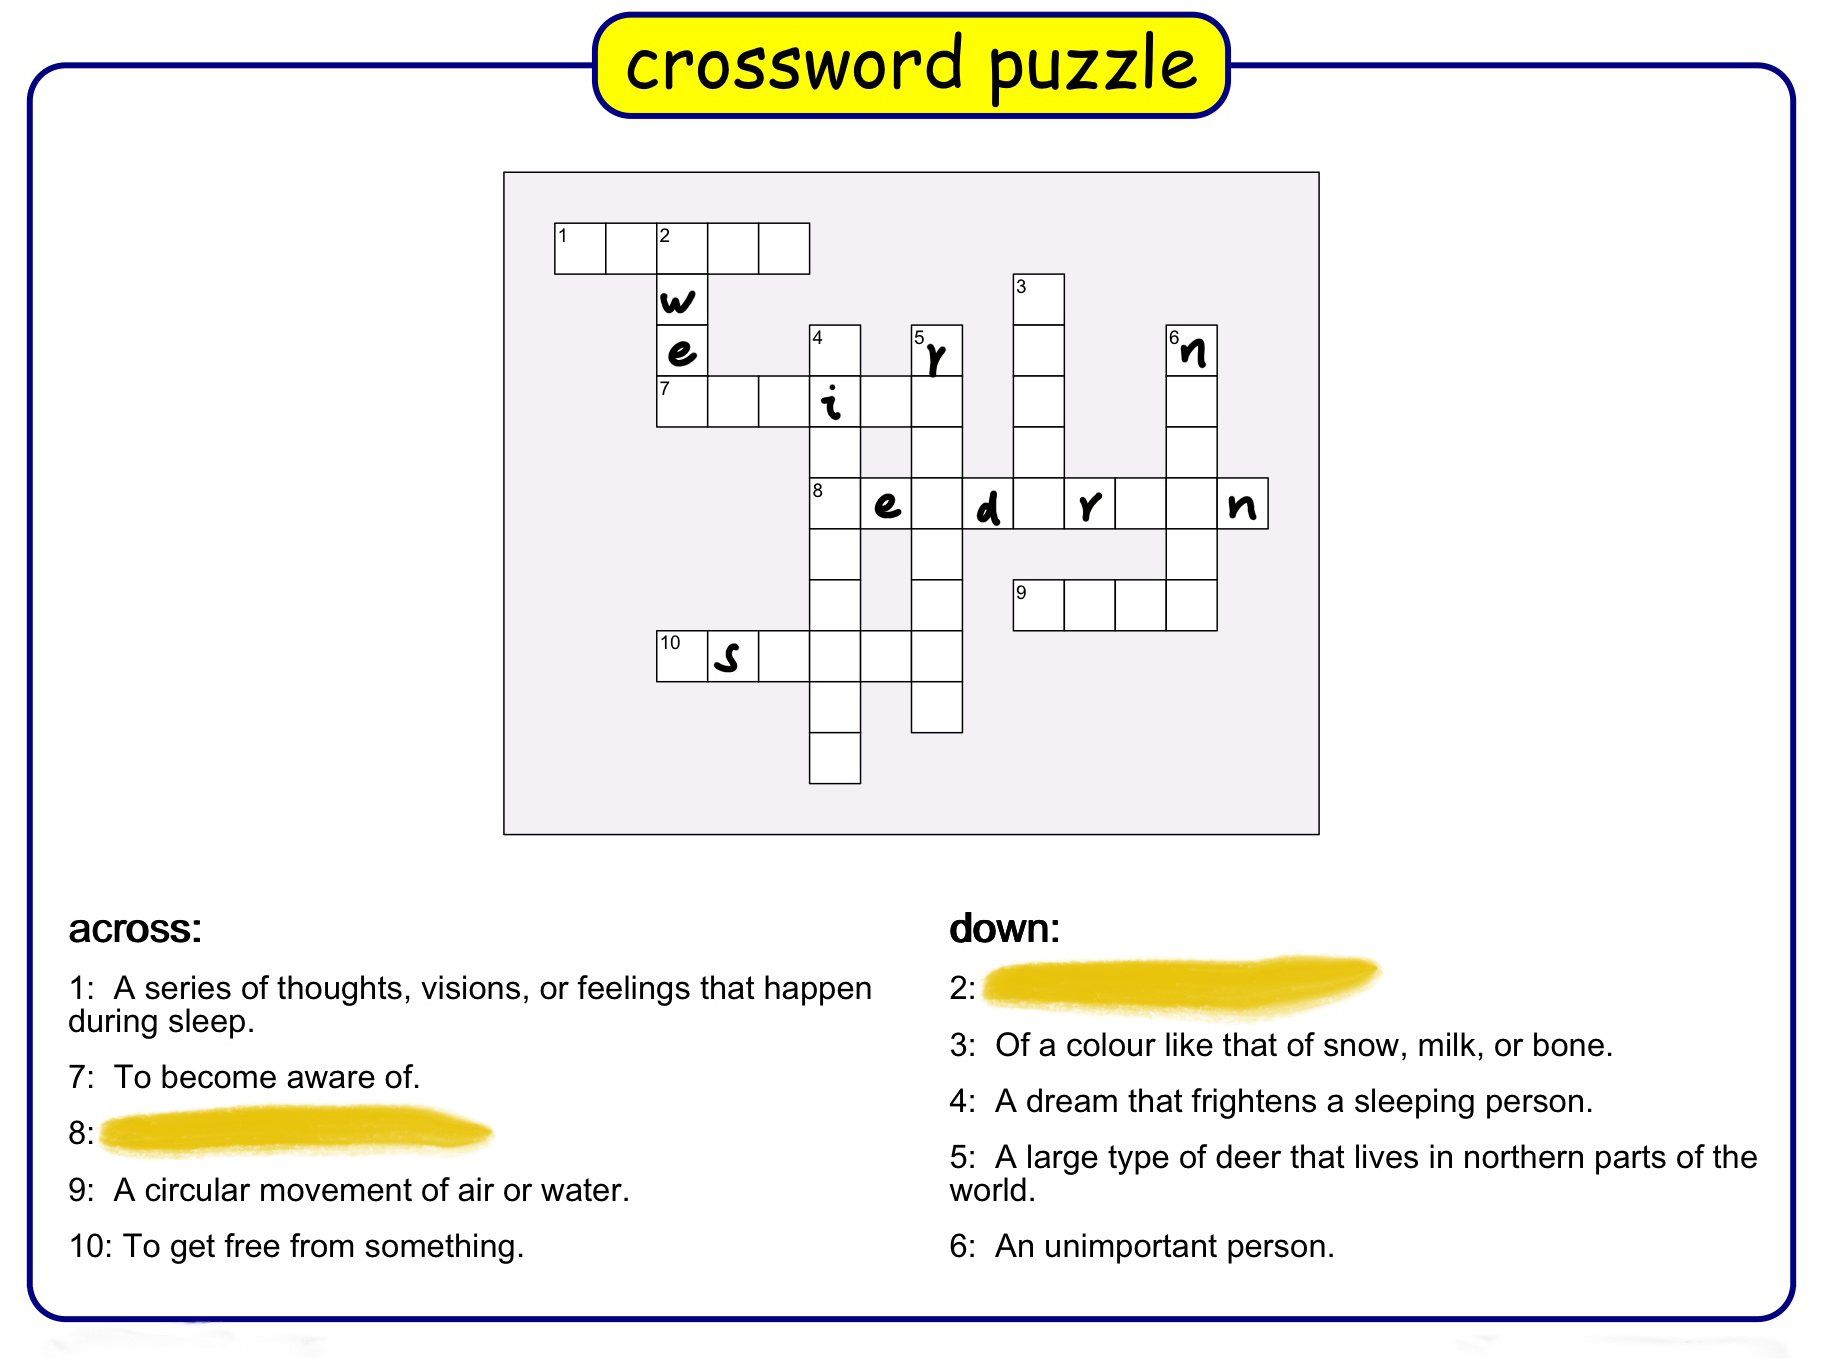 crossword puzzle
1 2
w 3
e 4 5 r 6 n
7 i
8 e d r n
9
10 s
across:
1: A series of thoughts, visions, or feelings that happen
during sleep.
7: To become aware of.
8:
9: A circular movement of air or water.
10: To get free from something.
down:
2:
3: Of a colour like that of snow, milk, or bone.
4: A dream that frightens a sleeping person.
5: A large type of deer that lives in northern parts of the
world.
6: An unimportant person.